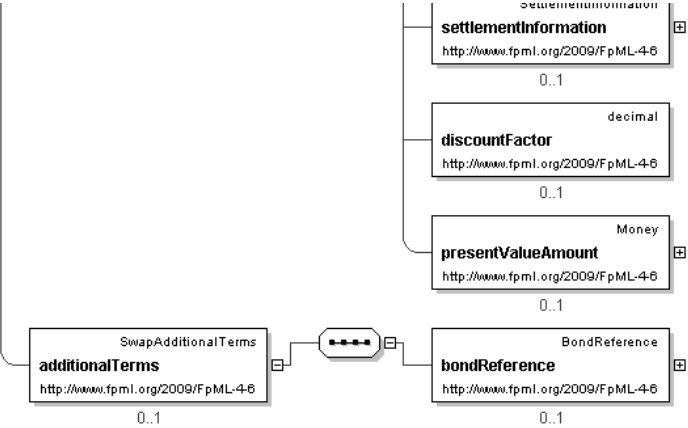 SettlementInformation
settlementInformation
http://www.fpml.org/2009/FpML-4-6
0..1
decimal
discountFactor
http://www.fpml.org/2009/FpML-4-6
0..1
Money
presentValueAmount
http://www.fpml.org/2009/FpML-4-6
0..1
SwapAdditionalTerms
additionalTerms
http://www.fpml.org/2009/FpML-4-6
0..1
BondReference
bondReference
http://www.fpml.org/2009/FpML-4-6
0..1